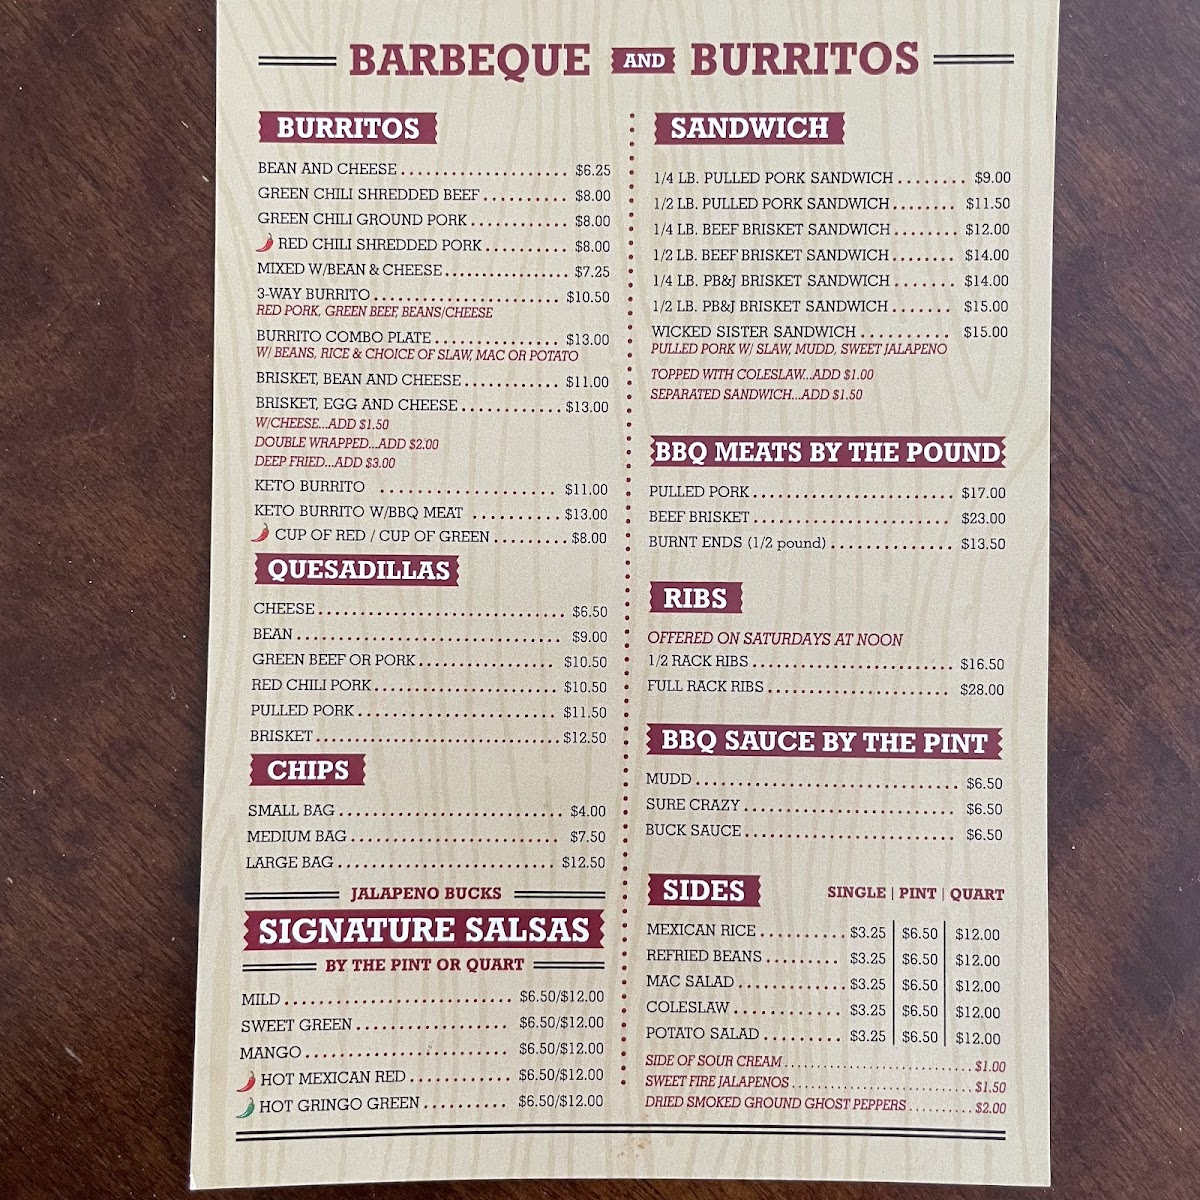 BARBEQUE AND BURRITOS
BURRITOS
BEAN AND CHEESE $6.25
GREEN CHILI SHREDDED BEEF $8.00
GREEN CHILI GROUND PORK $8.00
RED CHILI SHREDDED PORK $8.00
MIXED W/BEAN & CHEESE $7.25
3-WAY BURRITO $10.50
RED PORK, GREEN BEEF, BEANS/CHEESE
BURRITO COMBO PLATE $13.00
W/ BEANS, RICE & CHOICE OF SLAW, MAC OR POTATO
BRISKET, BEAN AND CHEESE $11.00
BRISKET, EGG AND CHEESE $13.00
W/CHEESE...ADD $1.50
DOUBLE WRAPPED...ADD $2.00
DEEP FRIED...ADD $3.00
KETO BURRITO $11.00
KETO BURRITO W/BBQ MEAT $13.00
CUP OF RED / CUP OF GREEN $8.00
QUESADILLAS
CHEESE $6.50
BEAN $9.00
GREEN BEEF OR PORK $10.50
RED CHILI PORK $10.50
PULLED PORK $11.50
BRISKET $12.50
CHIPS
SMALL BAG $4.00
MEDIUM BAG $7.50
LARGE BAG $12.50
JALAPENO BUCKS
SIGNATURE SALSAS
BY THE PINT OR QUART
MILD $6.50/$12.00
SWEET GREEN $6.50/$12.00
MANGO $6.50/$12.00
HOT MEXICAN RED $6.50/$12.00
HOT GRINGO GREEN $6.50/$12.00
SANDWICH
1/4 LB. PULLED PORK SANDWICH $9.00
1/2 LB. PULLED PORK SANDWICH $11.50
1/4 LB. BEEF BRISKET SANDWICH $12.00
1/2 LB. BEEF BRISKET SANDWICH $14.00
1/4 LB. PB&J BRISKET SANDWICH $14.00
1/2 LB. PB&J BRISKET SANDWICH $15.00
WICKED SISTER SANDWICH $15.00
PULLED PORK W/ SLAW, MUDD, SWEET JALAPENO
TOPPED WITH COLESLAW...ADD $1.00
SEPARATED SANDWICH...ADD $1.50
BBQ MEATS BY THE POUND
PULLED PORK $17.00
BEEF BRISKET $23.00
BURNT ENDS (1/2 pound) $13.50
RIBS
OFFERED ON SATURDAYS AT NOON
1/2 RACK RIBS $16.50
FULL RACK RIBS $28.00
BBQ SAUCE BY THE PINT
MUDD $6.50
SURE CRAZY $6.50
BUCK SAUCE $6.50
SIDES SINGLE | PINT | QUART
MEXICAN RICE $3.25 $6.50 $12.00
REFRIED BEANS $3.25 $6.50 $12.00
MAC SALAD $3.25 $6.50 $12.00
COLESLAW $3.25 $6.50 $12.00
POTATO SALAD $3.25 $6.50 $12.00
SIDE OF SOUR CREAM $1.00
SWEET FIRE JALAPENOS $1.50
DRIED SMOKED GROUND GHOST PEPPERS $2.00